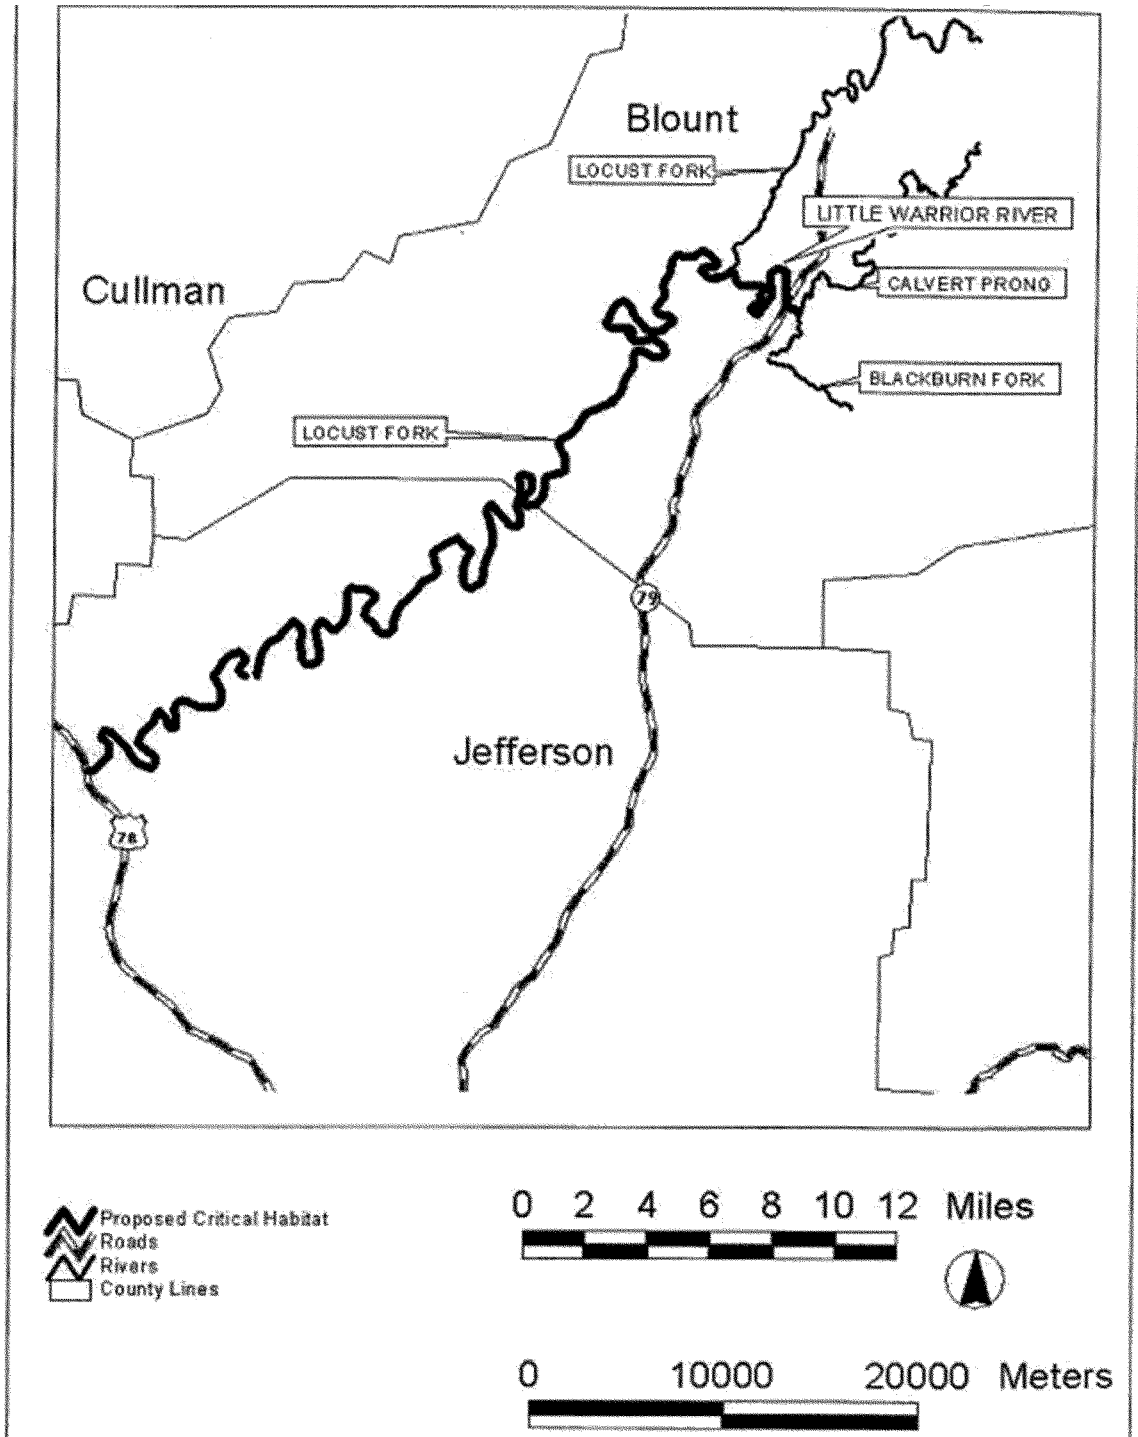 Blount
LOCUST FORK
LITTLE WARRIOR RIVER
Cullman
CALVERT PRONG
BLACKBURN FORK
LOCUST FORK
79
Jefferson
78
Proposed Critical Habitat
Roads
Rivers
County Lines
0 2 4 6 8 10 12 Miles
0 10000 20000 Meters